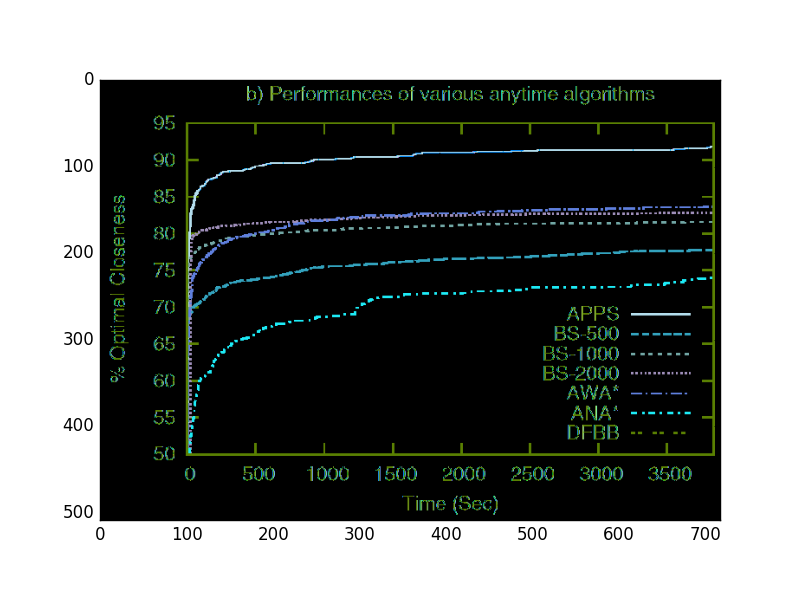 b) Performances of various anytime algorithms
% Optimal Closeness
95
90
85
80
75
70
65
60
55
50
0 500 1000 1500 2000 2500 3000 3500
Time (Sec)
APPS
BS-500
BS-1000
BS-2000
AWA*
ANA*
DFBB
0
100
200
300
400
500
0 100 200 300 400 500 600 700